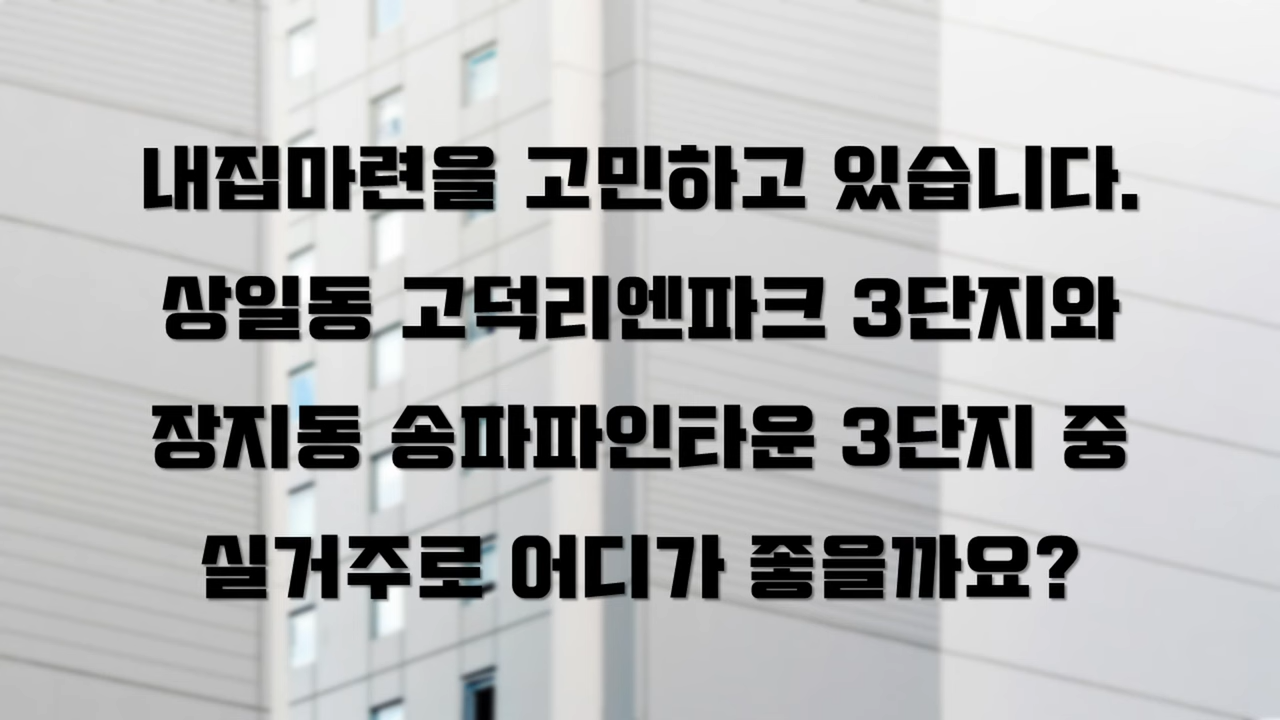 내집마련을 고민하고 있습니다.
상일동 고덕리엔파크 3단지와
장지동 송파파인타운 3단지 중
실거주로 어디가 좋을까요?